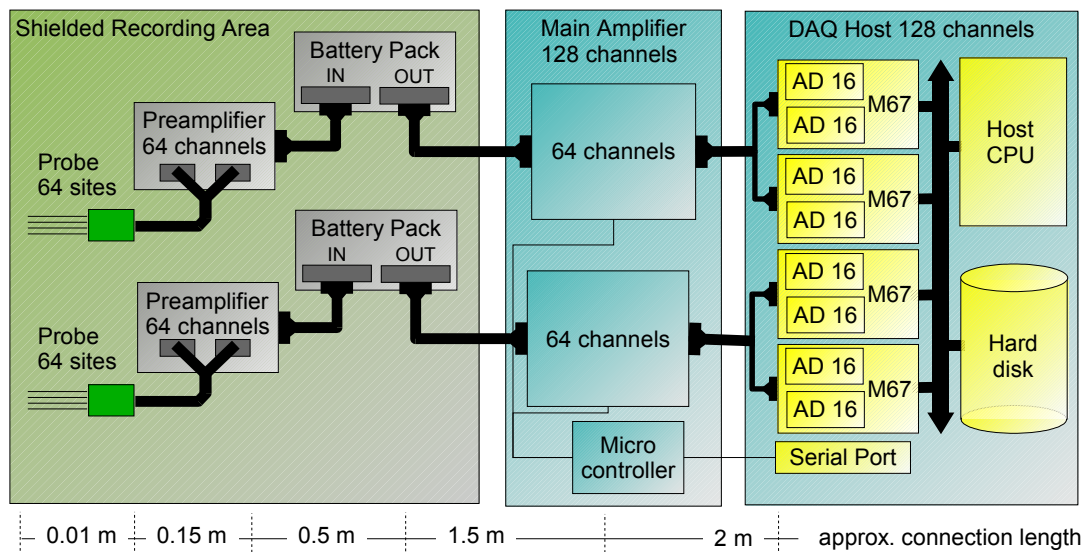 Shielded Recording Area
Battery Pack
IN
OUT
Preamplifier
64 channels
Probe
64 sites
Battery Pack
IN
OUT
Preamplifier
64 channels
Probe
64 sites
Main Amplifier
128 channels
64 channels
64 channels
Micro
controller
DAQ Host 128 channels
AD 16
AD 16
M67
AD 16
AD 16
M67
AD 16
AD 16
M67
AD 16
AD 16
M67
Host
CPU
Hard
disk
Serial Port
0.01 m
0.15 m
0.5 m
1.5 m
2 m
approx. connection length